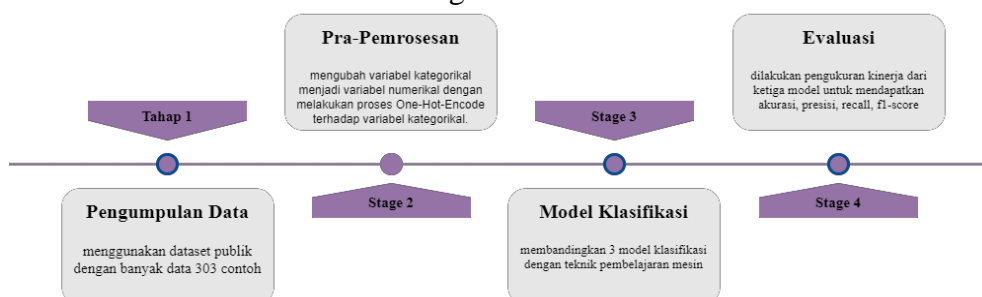 Pra-Pemrosesan
mengubah variabel kategorikal
menjadi variabel numerikal dengan
melakukan proses One-Hot-Encode
terhadap variabel kategorikal.
Evaluasi
dilakukan pengukuran kinerja dari
ketiga model untuk mendapatkan
akurasi, presisi, recall, f1-score
Tahap 1
Stage 3
Stage 2
Stage 4
Pengumpulan Data
menggunakan dataset publik
dengan banyak data 303 contoh
Model Klasifikasi
membandingkan 3 model klasifikasi
dengan teknik pembelajaran mesin